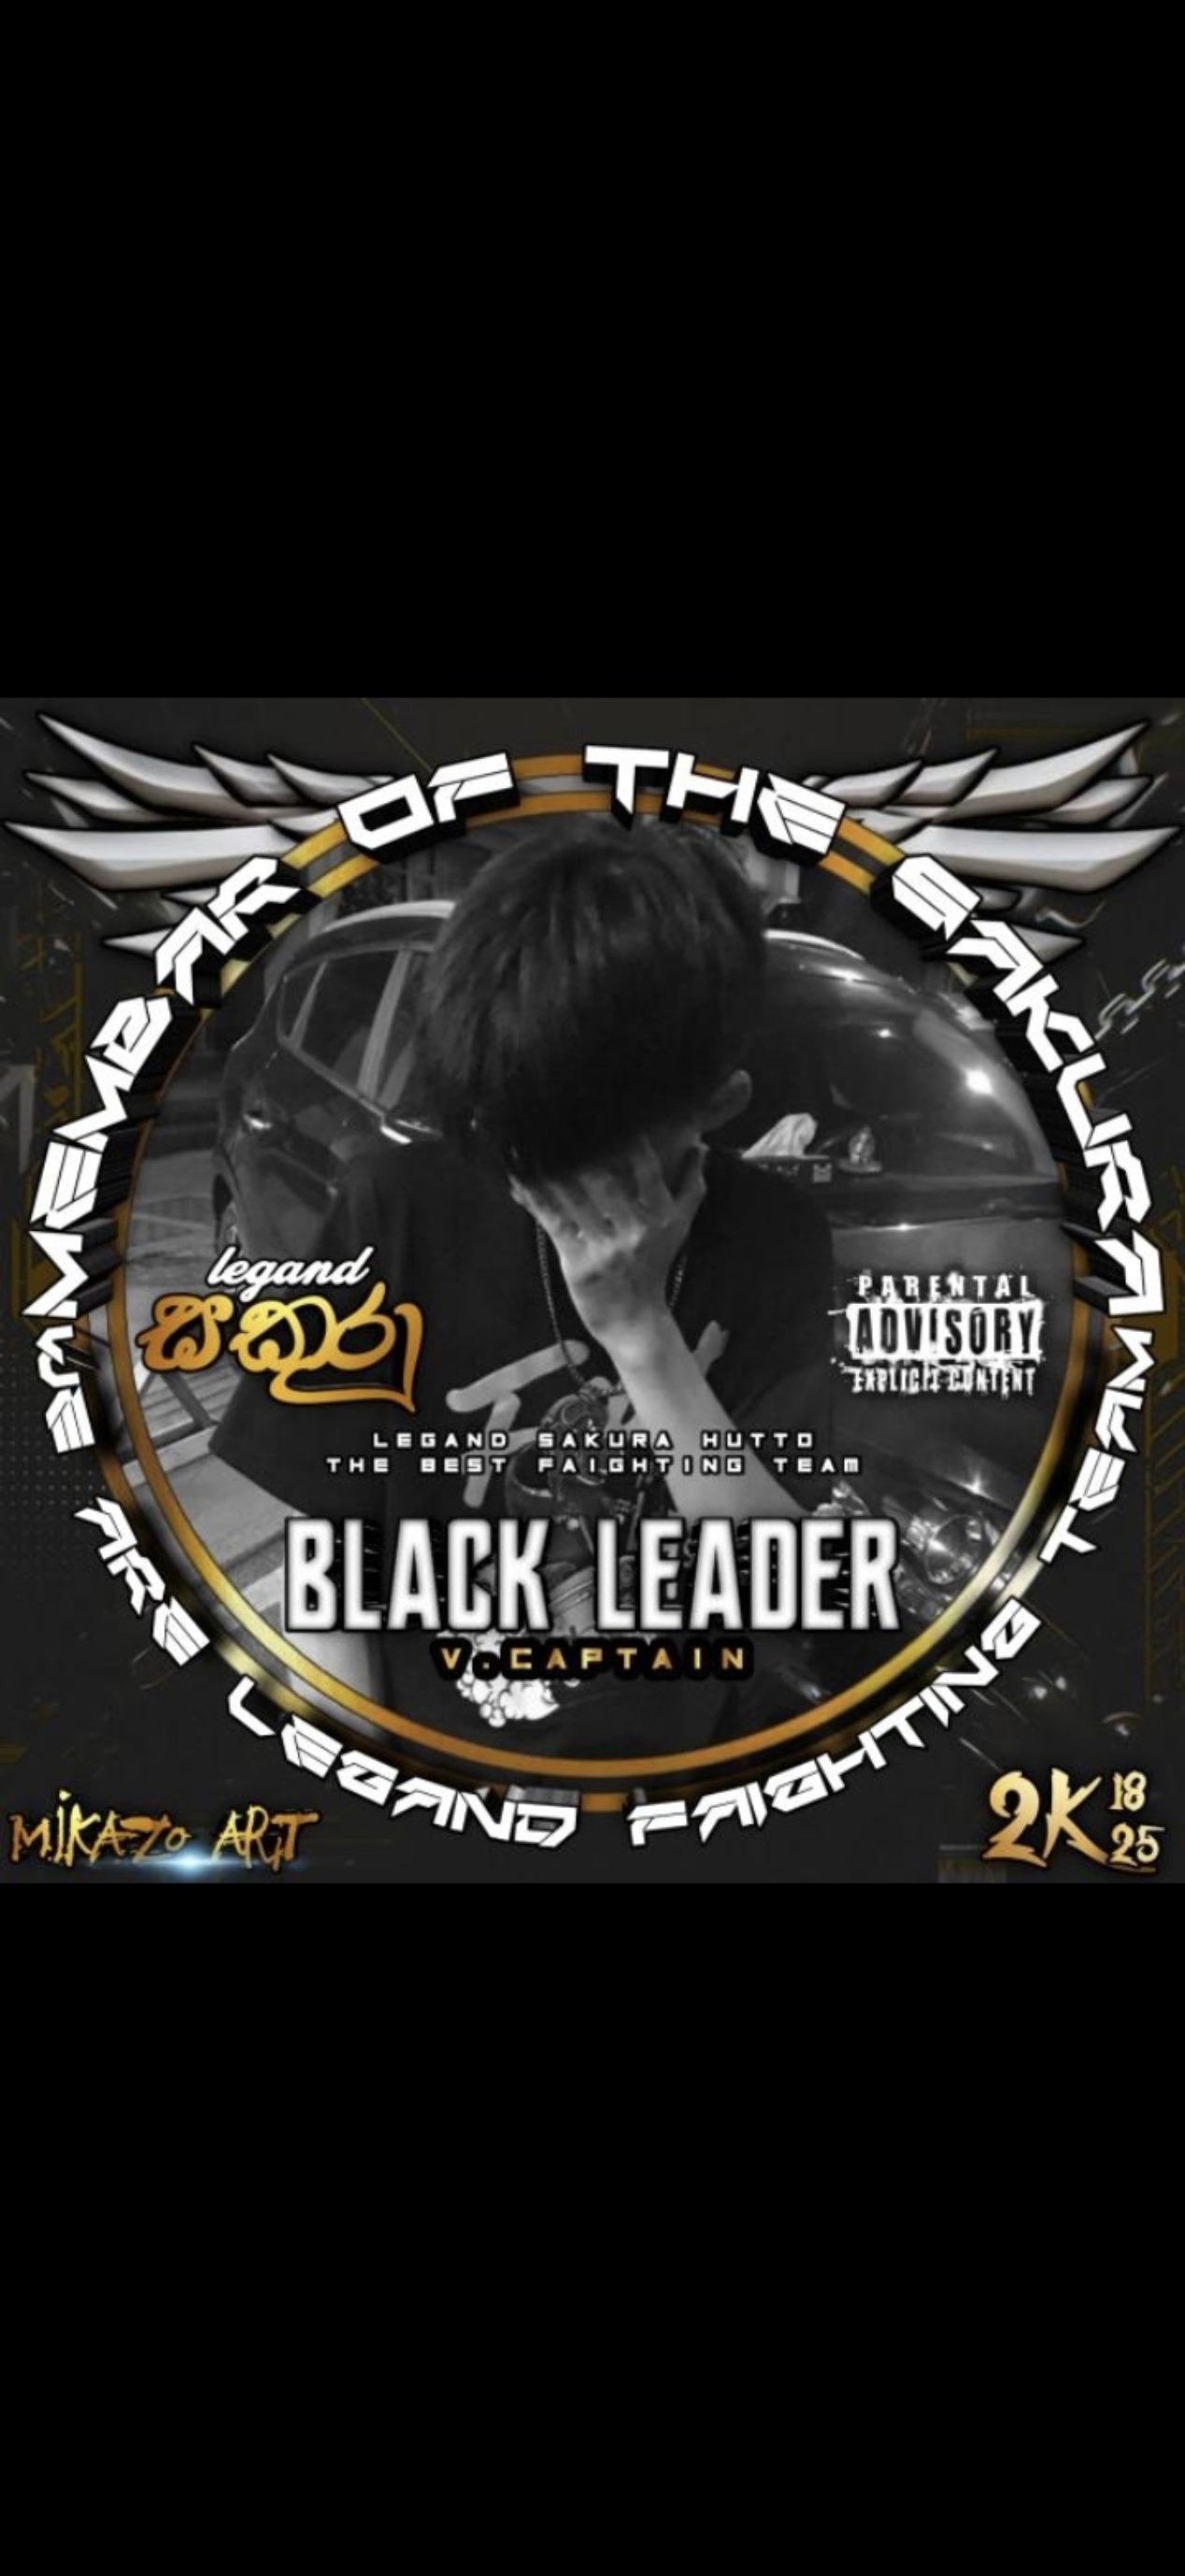 3MMEMBAR OF THE SAKURA
legand
සකුරා
PARENTAL
ADVISORY
EXPLICIT CONTENT
LEGAND SAKURA HUTTO
THE BEST FAIGHTING TEAM
BLACK LEADER
V.CAPTAIN
ARE LEGAND FAIGHTING
MIKAZO ART
2K 18
25